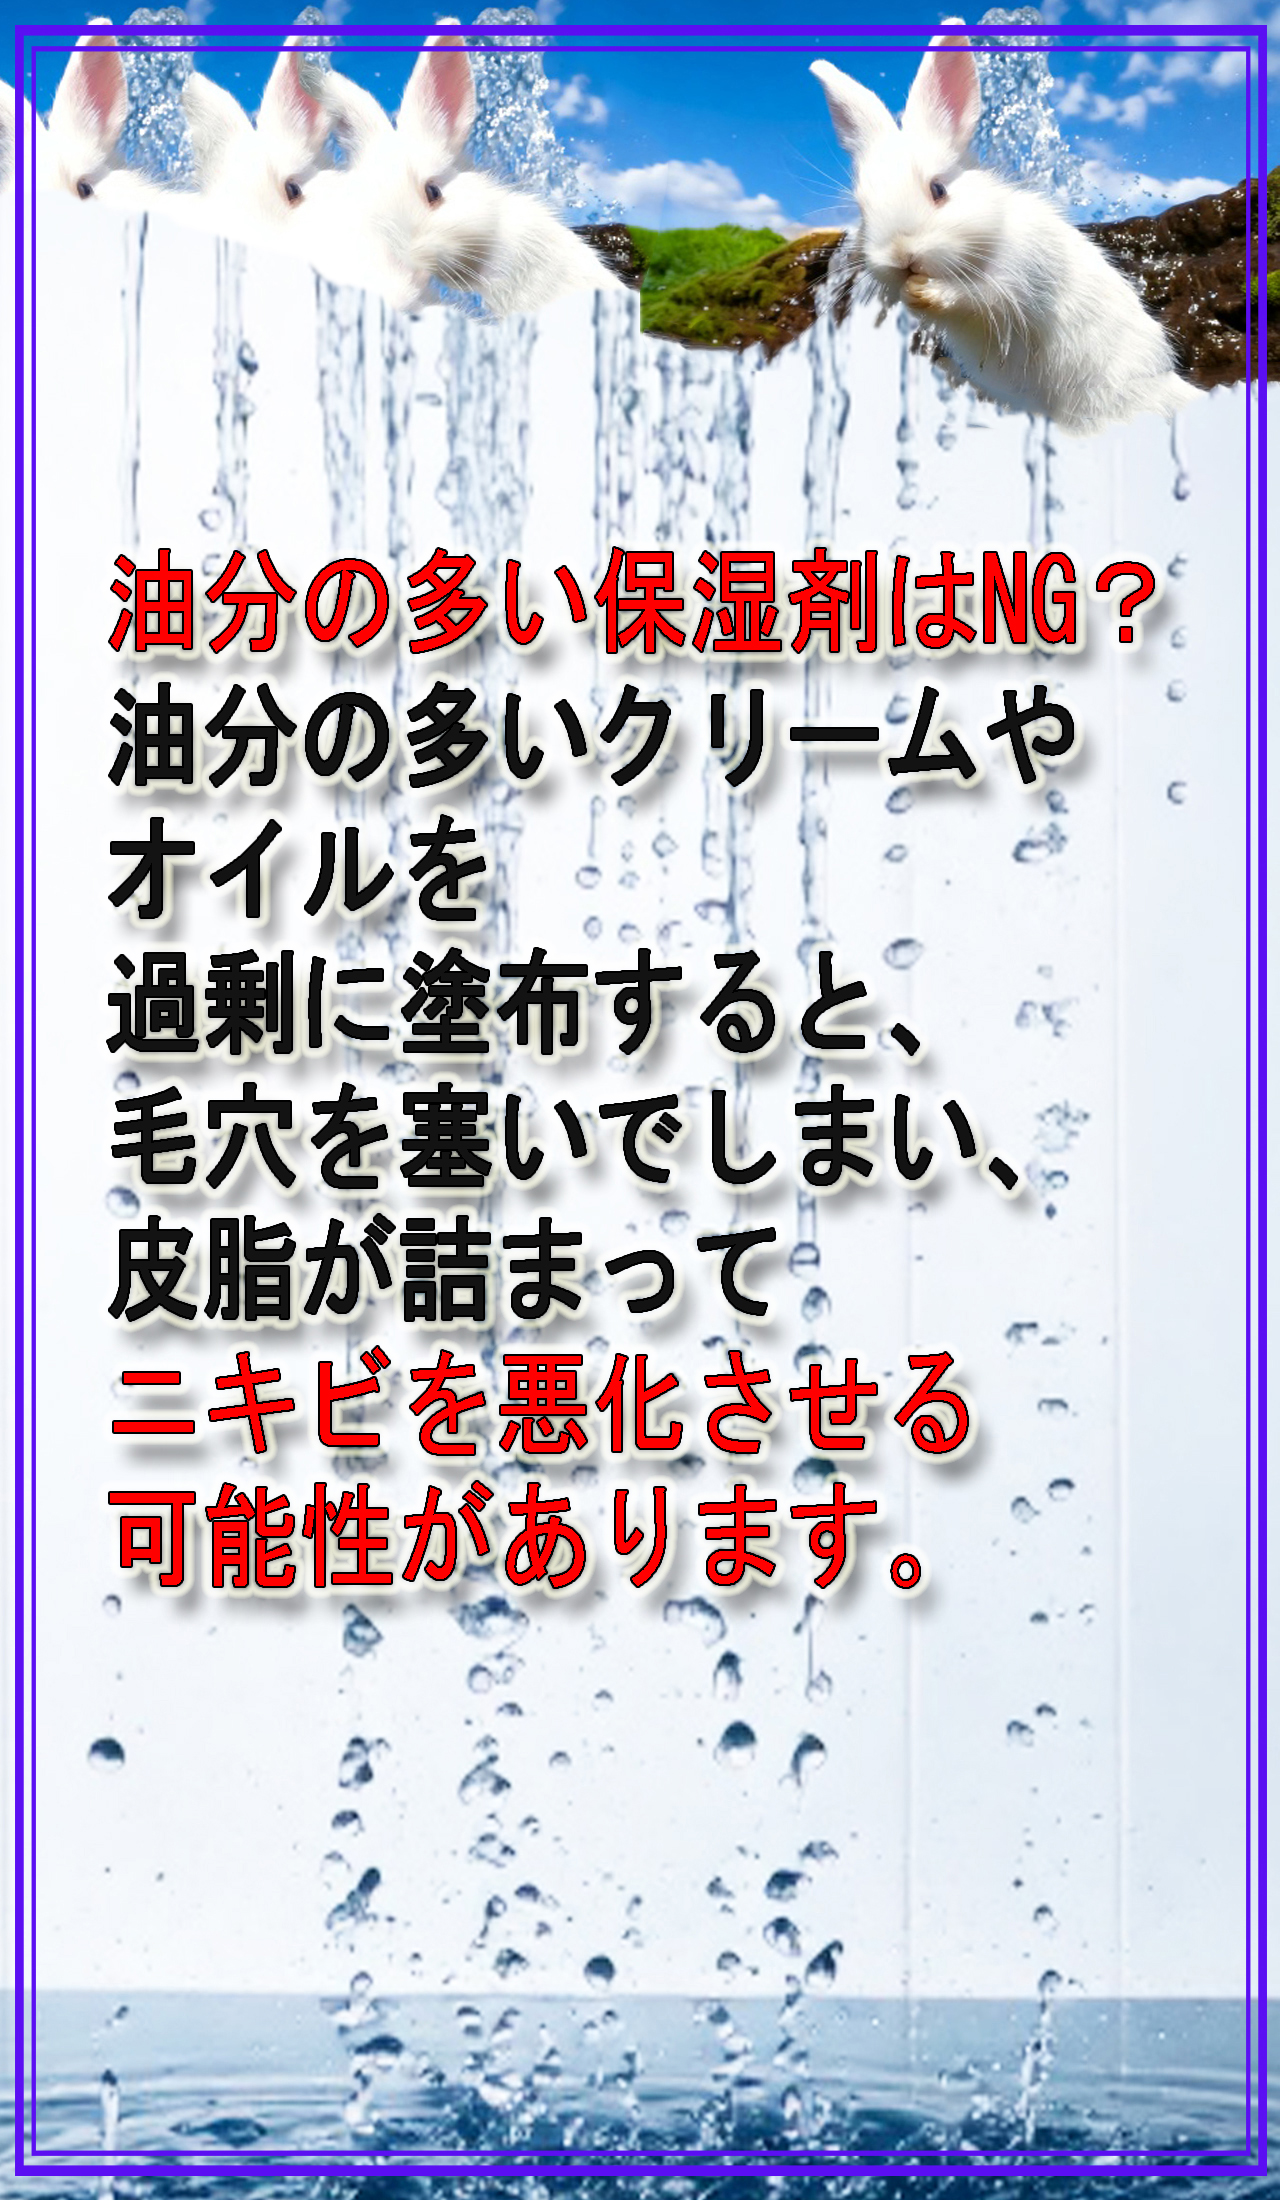 油分の多い保湿剤はNG？
油分の多いクリームや
オイルを
過剰に塗布すると、
毛穴を塞いでしまい、
皮脂が詰まって
ニキビを悪化させる
可能性があります。